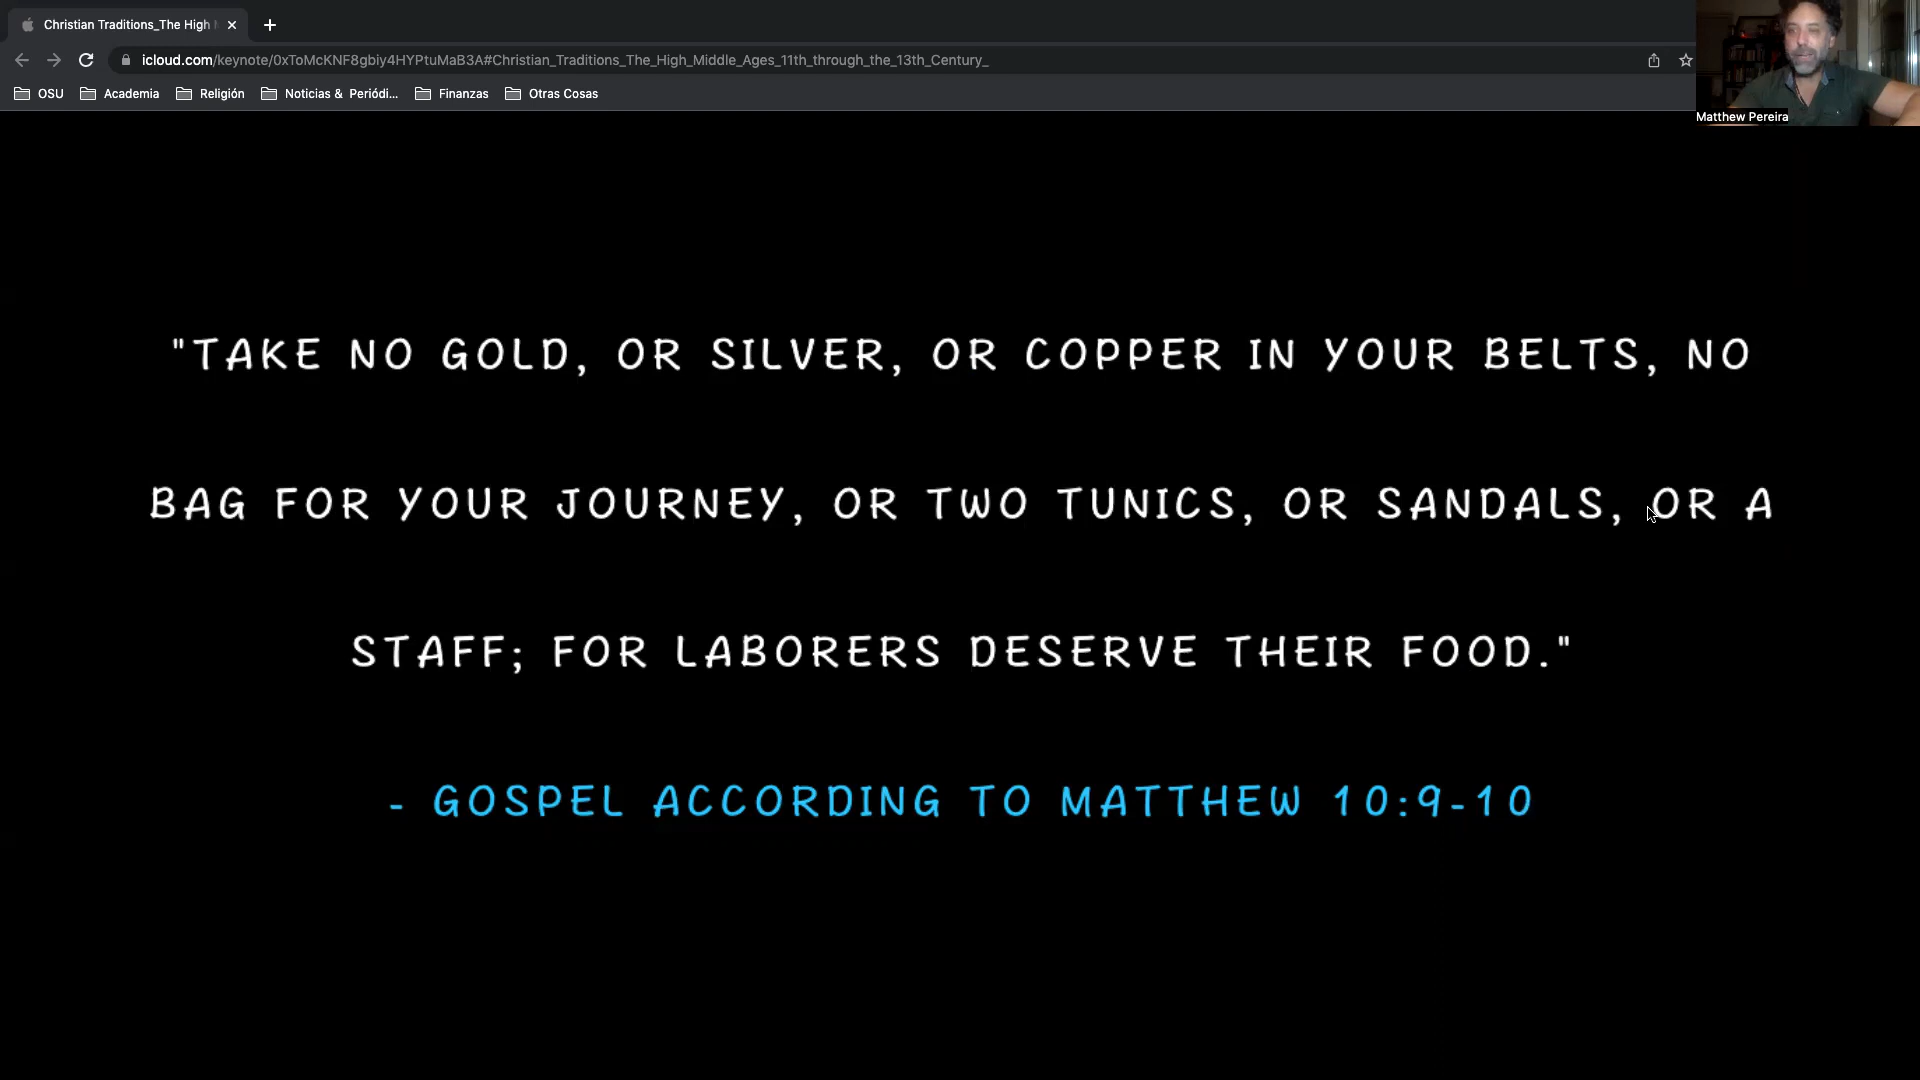 Christian Traditions_The High
icloud.com/keynote/0xToMcKNF8gbiy4HYPtuMaB3A#Christian_Traditions_The_High_Middle_Ages_11th_through_the_13th_Century_
OSU Academia Religión Noticias & Periódi... Finanzas Otras Cosas
Matthew Pereira
"TAKE NO GOLD, OR SILVER, OR COPPER IN YOUR BELTS, NO
BAG FOR YOUR JOURNEY, OR TWO TUNICS, OR SANDALS, OR A
STAFF; FOR LABORERS DESERVE THEIR FOOD."
- GOSPEL ACCORDING TO MATTHEW 10:9-10